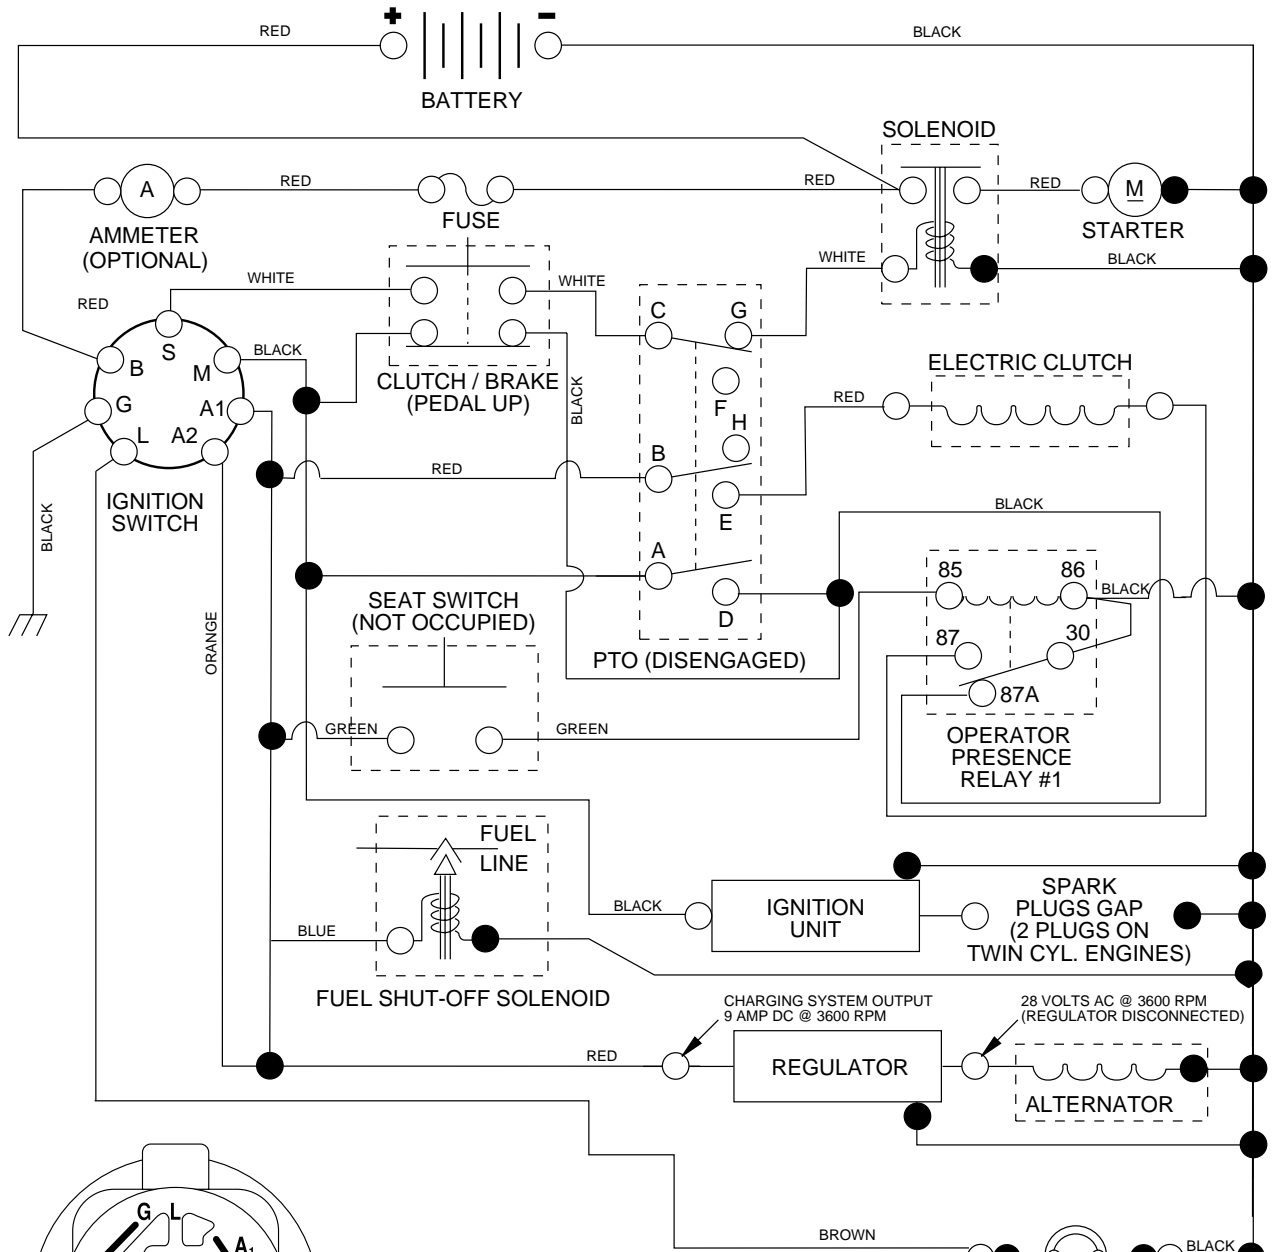 + -
RED
BLACK
BATTERY
SOLENOID
A
RED
RED
RED
M
FUSE
AMMETER
(OPTIONAL)
STARTER
WHITE
WHITE
WHITE
BLACK
RED
S
B
M
BLACK
G
A1
L
A2
IGNITION
SWITCH
CLUTCH / BRAKE
(PEDAL UP)
BLACK
C
G
F
H
B
E
A
D
PTO (DISENGAGED)
ELECTRIC CLUTCH
RED
RED
BLACK
BLACK
ORANGE
SEAT SWITCH
(NOT OCCUPIED)
85
86
BLACK
87
30
87A
OPERATOR
PRESENCE
RELAY #1
GREEN
GREEN
FUEL
LINE
BLUE
FUEL SHUT-OFF SOLENOID
BLACK
IGNITION
UNIT
SPARK
PLUGS GAP
(2 PLUGS ON
TWIN CYL. ENGINES)
CHARGING SYSTEM OUTPUT
9 AMP DC @ 3600 RPM
28 VOLTS AC @ 3600 RPM
(REGULATOR DISCONNECTED)
RED
REGULATOR
ALTERNATOR
G
L
A1
BROWN
BLACK